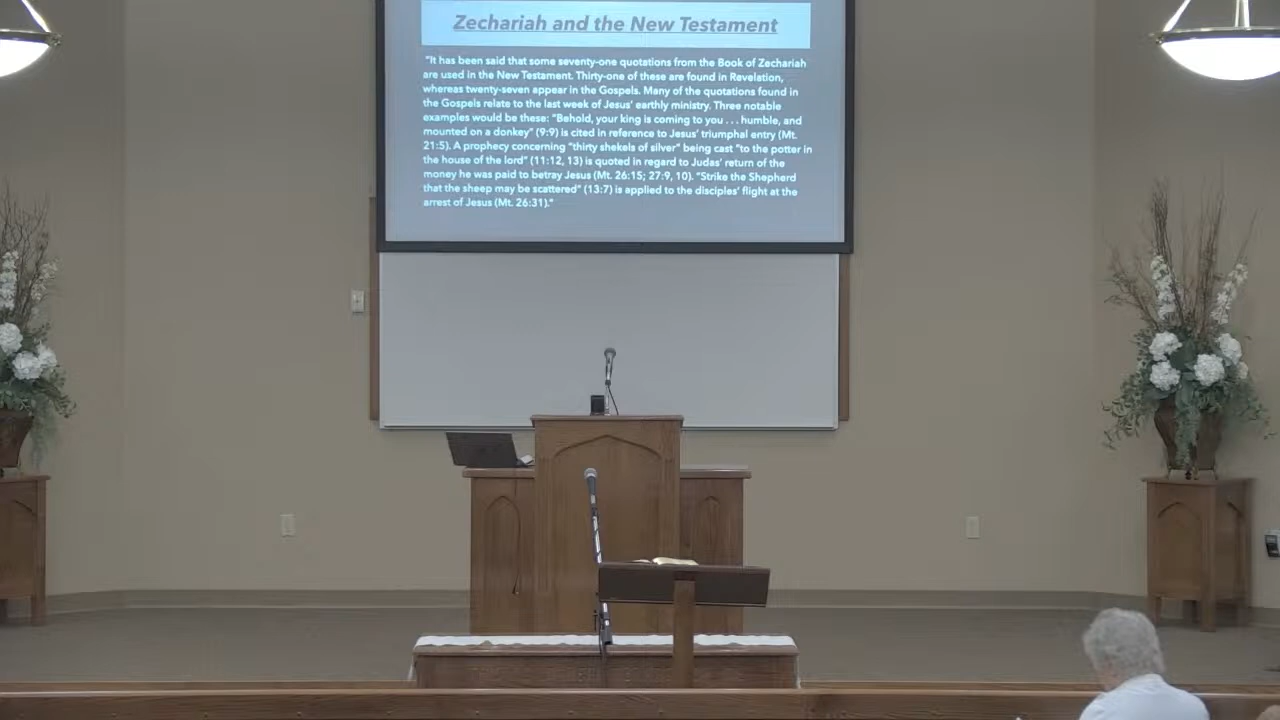 Zechariah and the New Testament
"It has been said that some seventy-one quotations from the Book of Zechariah
are used in the New Testament. Thirty-one of these are found in Revelation,
whereas twenty-seven appear in the Gospels. Many of the quotations found in
the Gospels relate to the last week of Jesus' earthly ministry. Three notable
examples would be these: "Behold, your king is coming to you . . . humble, and
mounted on a donkey" (9:9) is cited in reference to Jesus' triumphal entry (Mt.
21:5). A prophecy concerning "thirty shekels of silver" being cast "to the potter in
the house of the lord" (11:12, 13) is quoted in regard to Judas' return of the
money he was paid to betray Jesus (Mt. 26:15; 27:9, 10). "Strike the Shepherd
that the sheep may be scattered" (13:7) is applied to the disciples' flight at the
arrest of Jesus (Mt. 26:31)."